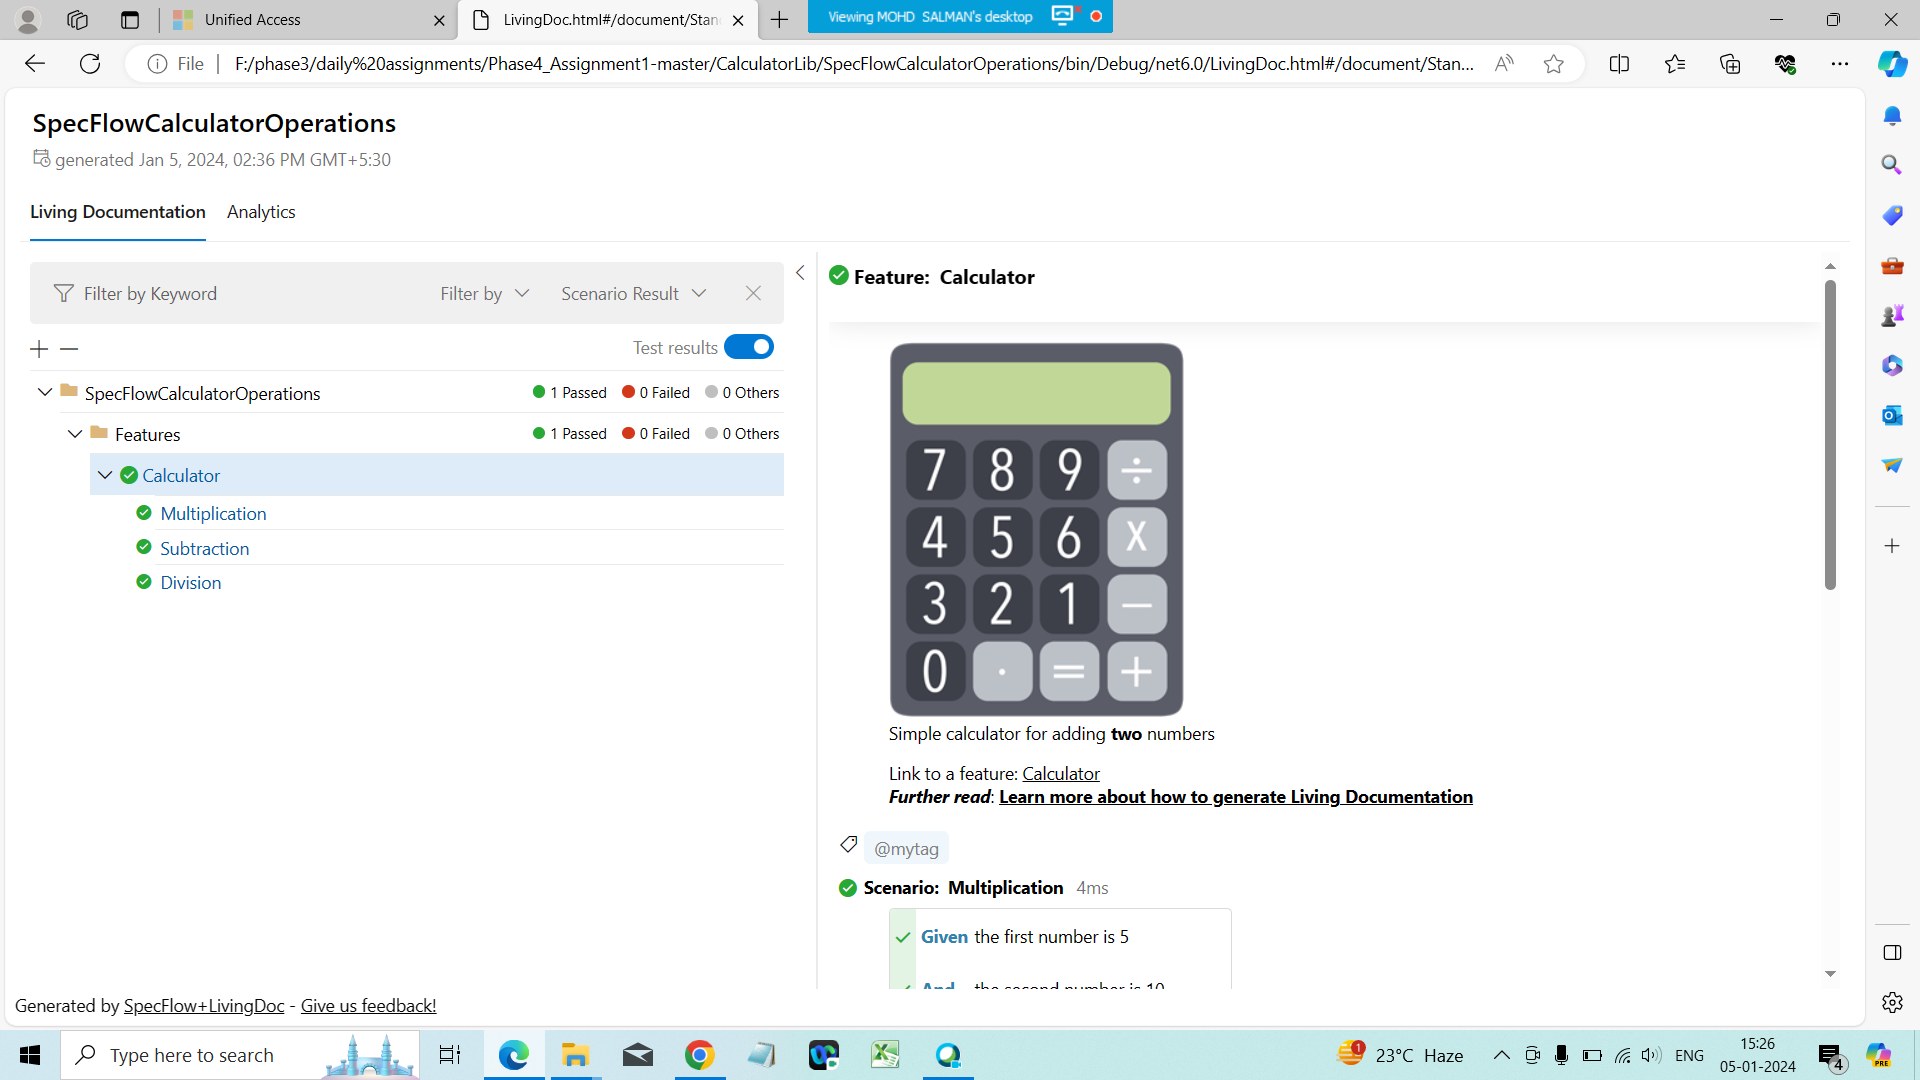 Unified Access
LivingDoc.html#/document/Stan
Viewing MOHD SALMAN's desktop
File
F:/phase3/daily%20assignments/Phase4_Assignment1-master/CalculatorLib/SpecFlowCalculatorOperations/bin/Debug/net6.0/LivingDoc.html#/document/Stan...
SpecFlowCalculatorOperations
generated Jan 5, 2024, 02:36 PM GMT+5:30
Living Documentation
Analytics
Filter by Keyword
Filter by
Scenario Result
Test results
SpecFlowCalculatorOperations
1 Passed
0 Failed
0 Others
Features
1 Passed
0 Failed
0 Others
Calculator
Multiplication
Subtraction
Division
Feature: Calculator
7 8 9 ÷
4 5 6 X
3 2 1 −
0 · = +
Simple calculator for adding two numbers
Link to a feature: Calculator
Further read: Learn more about how to generate Living Documentation
@mytag
Scenario: Multiplication 4ms
Given the first number is 5
And the second number is 10
Generated by SpecFlow+LivingDoc - Give us feedback!
Type here to search
1
23°C Haze
ENG
15:26
05-01-2024
4
PRE